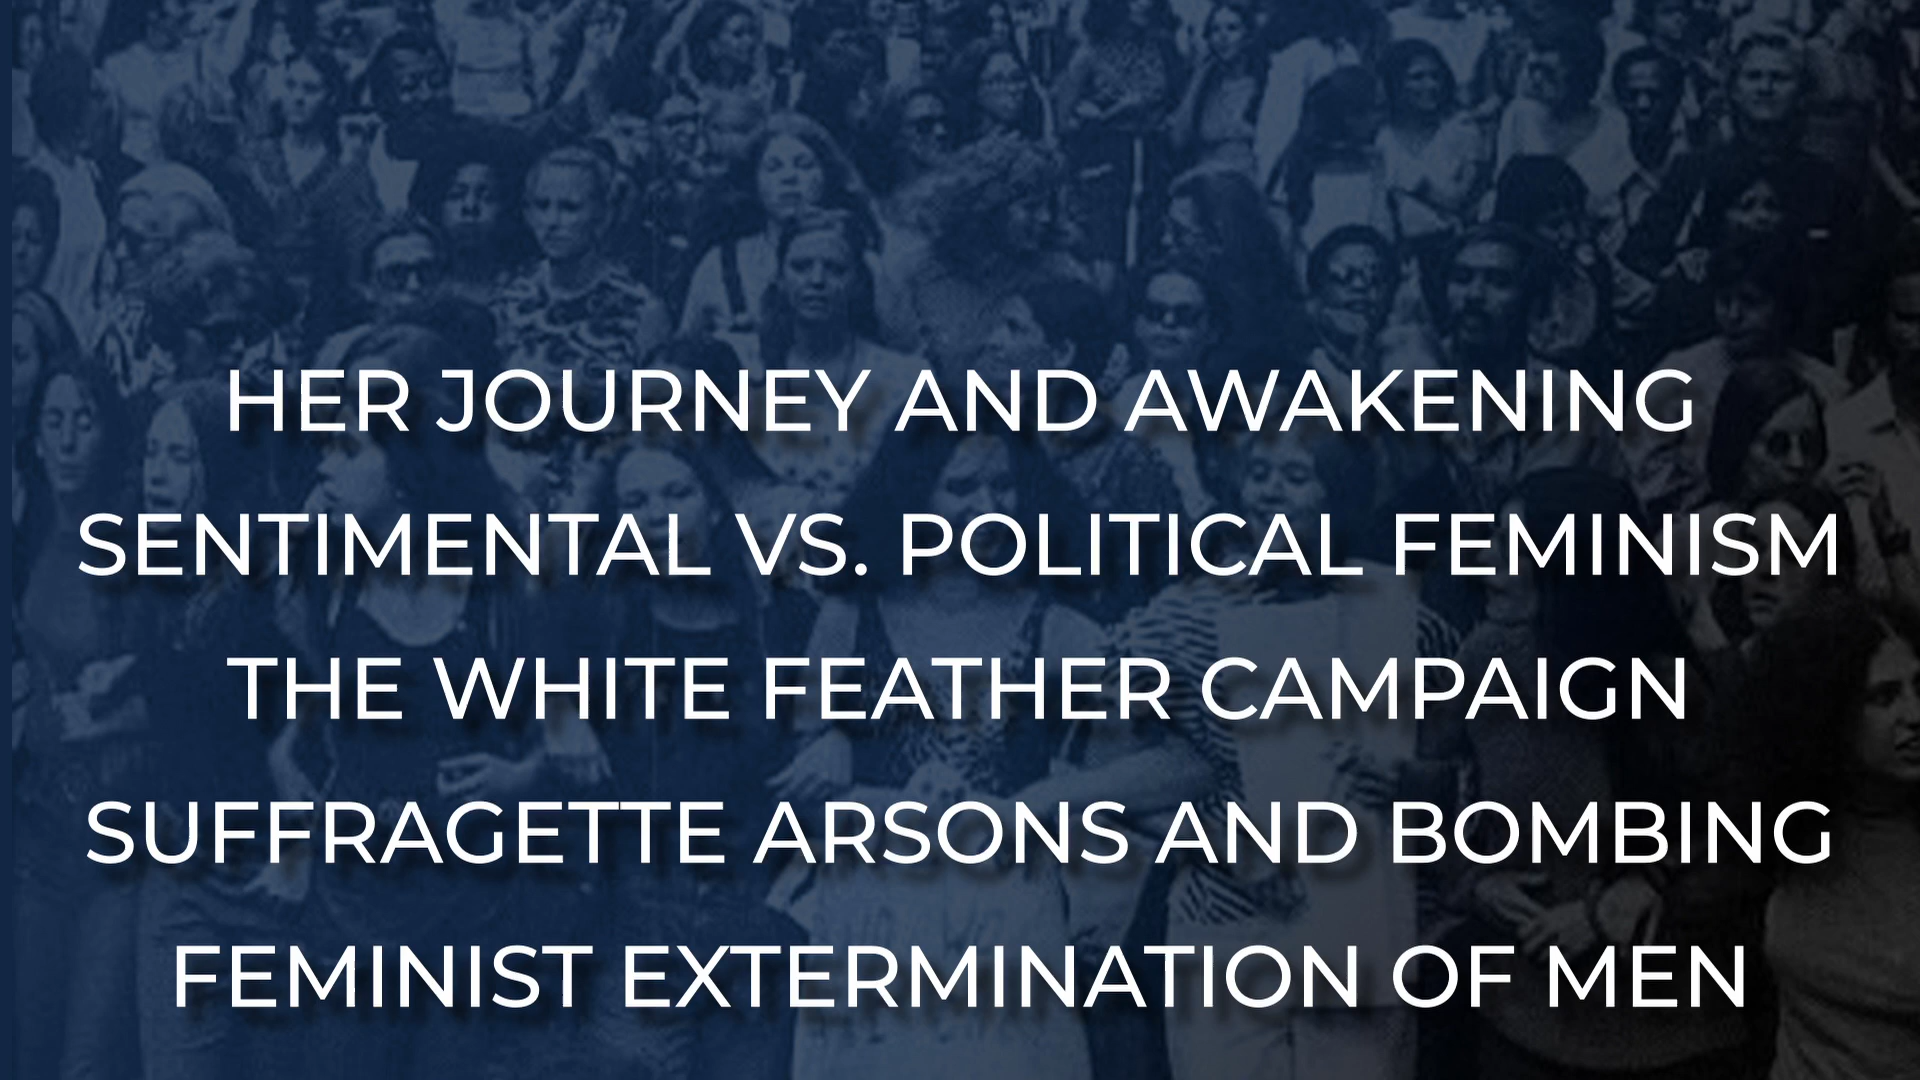 HER JOURNEY AND AWAKENING
SENTIMENTAL VS. POLITICAL FEMINISM
THE WHITE FEATHER CAMPAIGN
SUFFRAGETTE ARSONS AND BOMBING
FEMINIST EXTERMINATION OF MEN